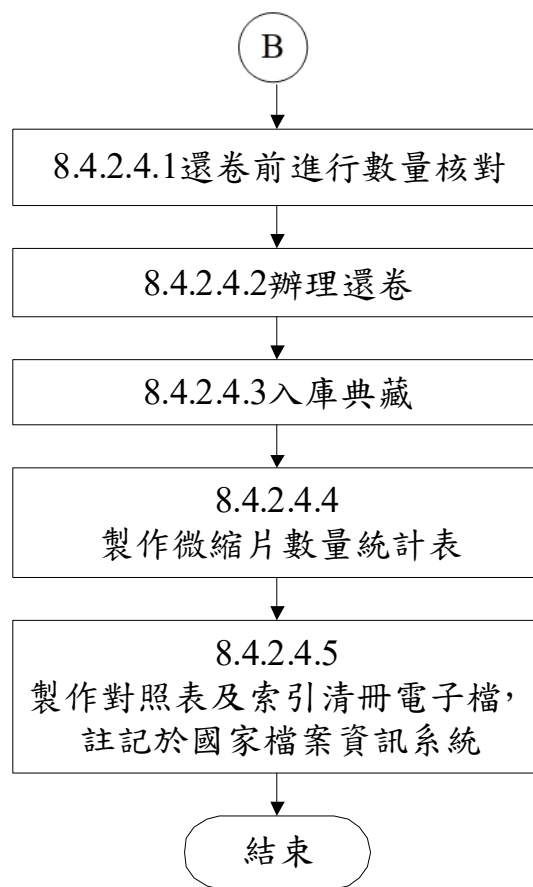 B
8.4.2.4.1還卷前進行數量核對
8.4.2.4.2辦理還卷
8.4.2.4.3入庫典藏
8.4.2.4.4
製作微縮片數量統計表
8.4.2.4.5
製作對照表及索引清冊電子檔，
註記於國家檔案資訊系統
結束